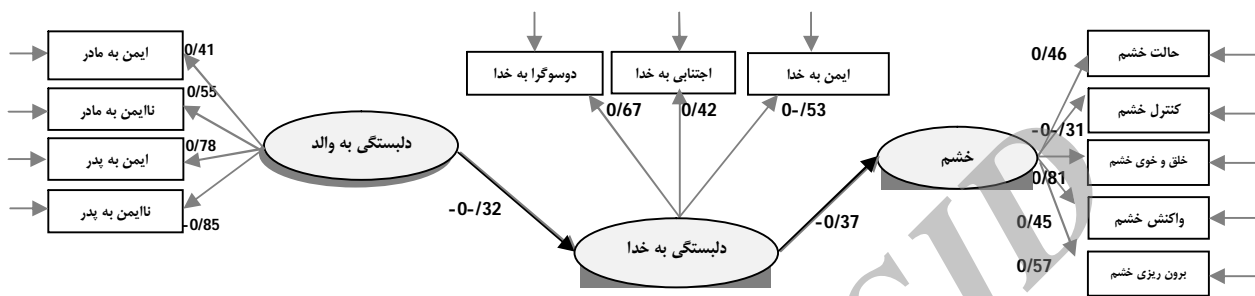 ایمن به مادر
0/41
ناایمن به مادر
0/55
ایمن به پدر
0/78
ناایمن به پدر
-0/85
دلبستگی به والد
-0-/32
دوسوگرا به خدا
اجتنابی به خدا
ایمن به خدا
0/67
0/42
0-/53
دلبستگی به خدا
-0/37
خشم
حالت خشم
0/46
کنترل خشم
-0-/31
خلق و خوی خشم
0/81
واکنش خشم
0/45
برون ریزی خشم
0/57
SID